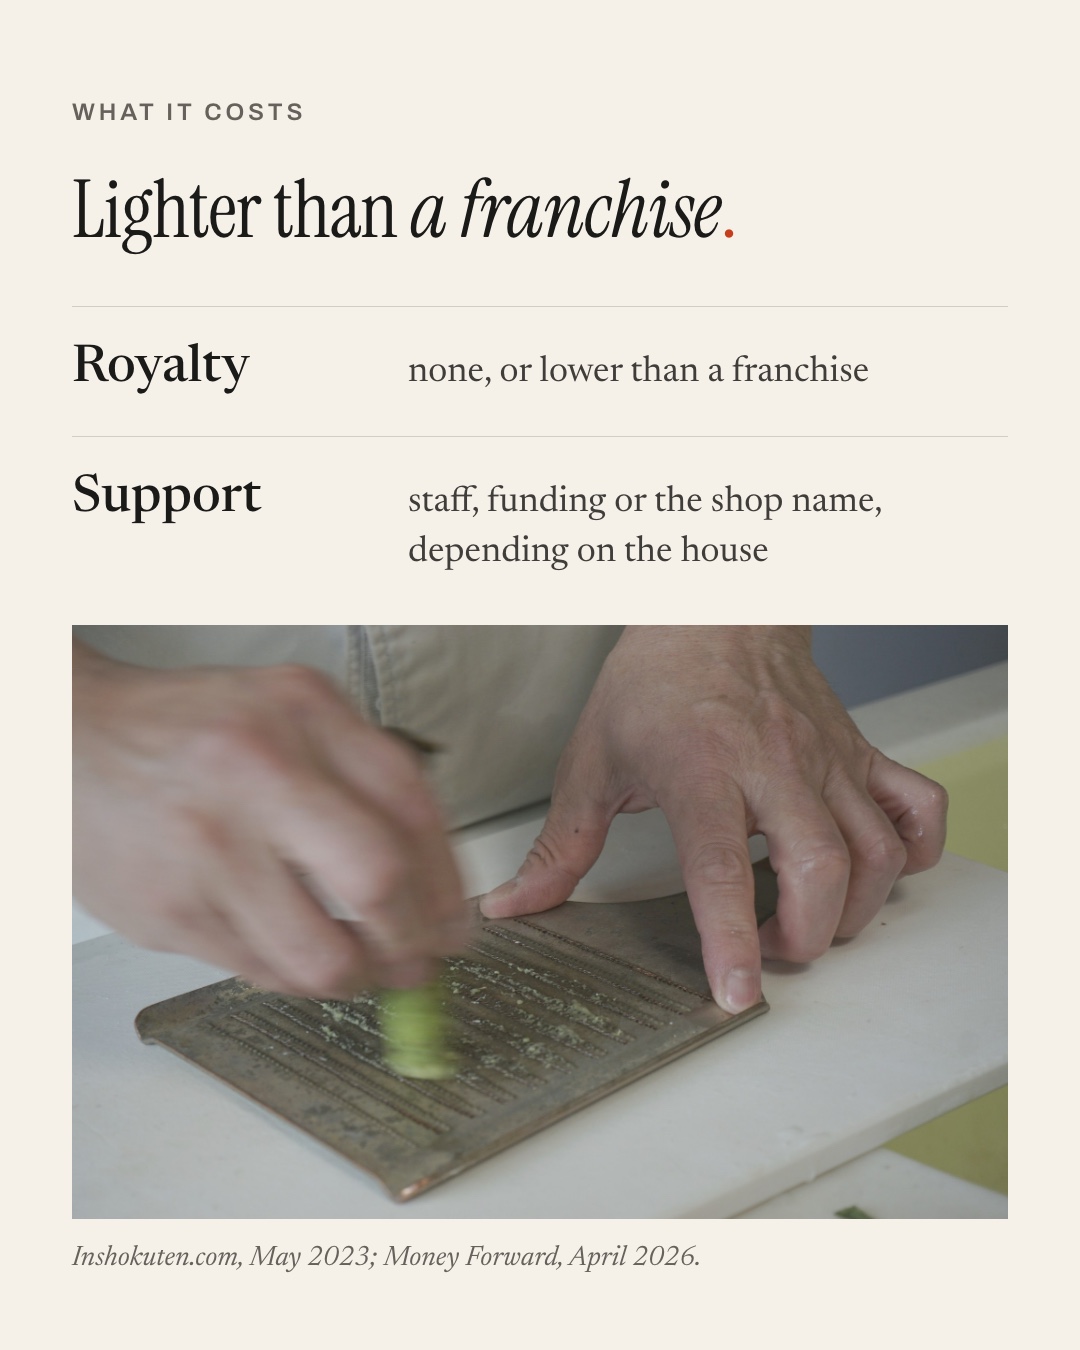 WHAT IT COSTS
Lighter than a franchise.
Royalty
none, or lower than a franchise
Support
staff, funding or the shop name,
depending on the house
Inshokuten.com, May 2023; Money Forward, April 2026.